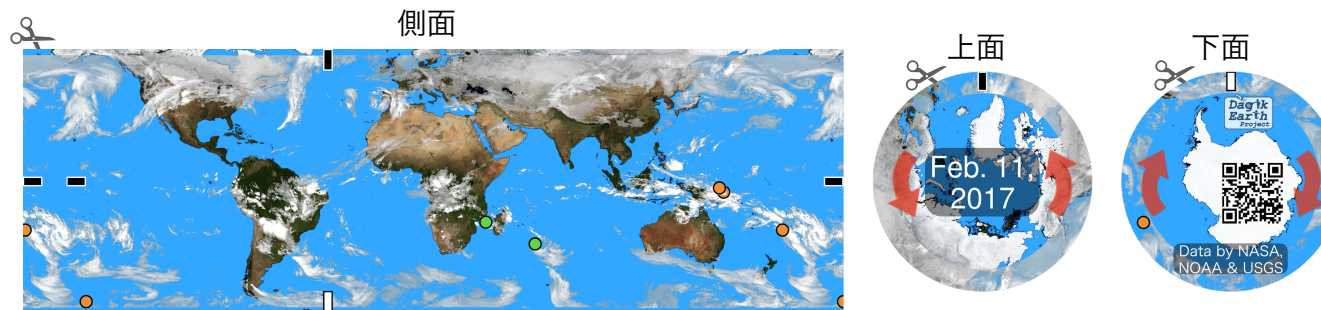 側面
上面
下面
Feb. 11,
2017
Dagik
Earth
Project
Data by NASA,
NOAA & USGS